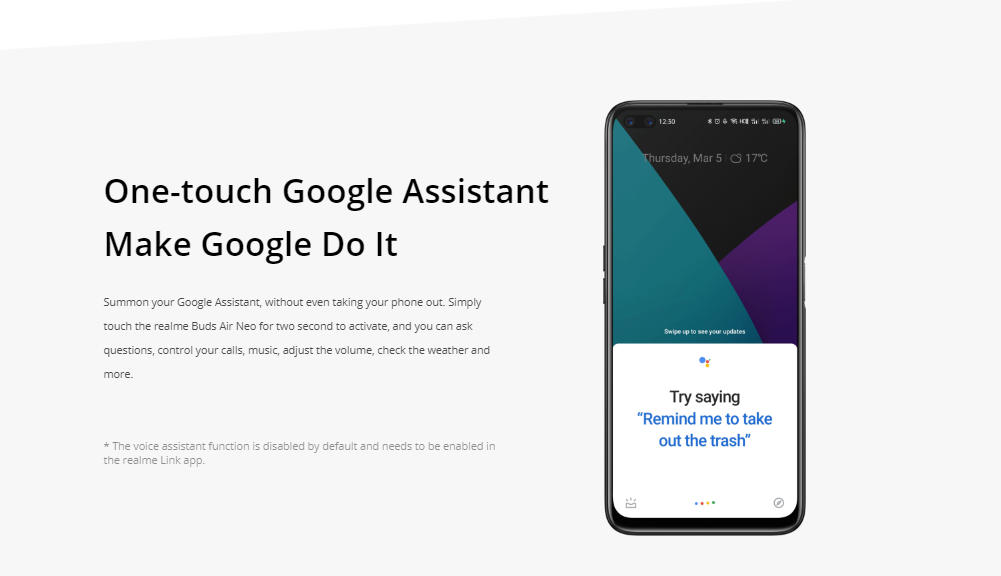 One-touch Google Assistant
Make Google Do It
Summon your Google Assistant, without even taking your phone out. Simply
touch the realme Buds Air Neo for two second to activate, and you can ask
questions, control your calls, music, adjust the volume, check the weather and
more.
* The voice assistant function is disabled by default and needs to be enabled in
the realme Link app.
12:30
Thursday, Mar 5 17°C
Swipe up to see your updates
Try saying
“Remind me to take
out the trash”